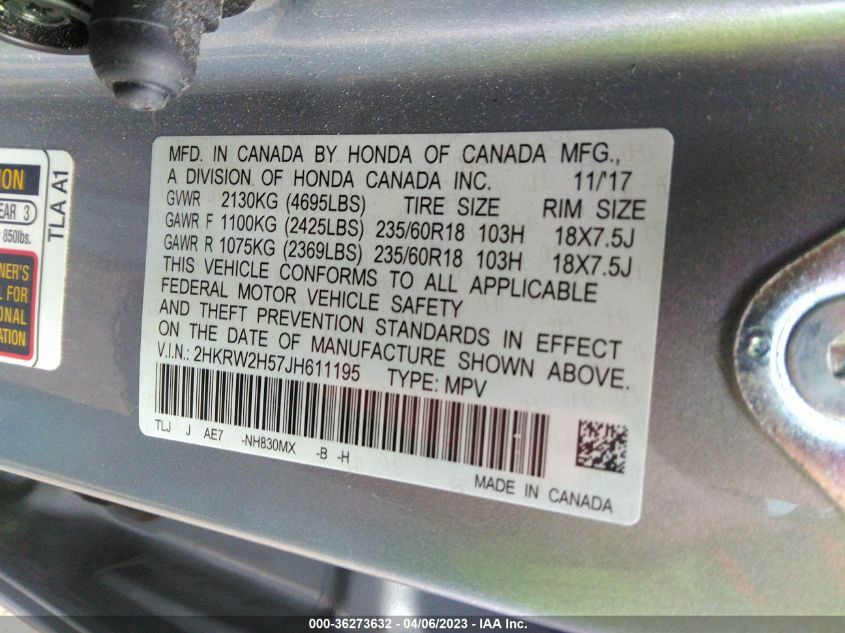 MFD. IN CANADA BY HONDA OF CANADA MFG.,
A DIVISION OF HONDA CANADA INC. 11/'17
GVWR 2130KG (4695LBS) TIRE SIZE RIM SIZE
GAWR F 1100KG (2425LBS) 235/60R18 103H 18X7.5J
GAWR R 1075KG (2369LBS) 235/60R18 103H 18X7.5J
THIS VEHICLE CONFORMS TO ALL APPLICABLE
FEDERAL MOTOR VEHICLE SAFETY
AND THEFT PREVENTION STANDARDS IN EFFECT
ON THE DATE OF MANUFACTURE SHOWN ABOVE.
V.I.N.: 2HKRW2H57JH611195 TYPE: MPV
TLJ J AE7 -NH830MX -B -H
MADE IN CANADA
ION
EAR 3
850lbs.
TLA A1
NER'S
L FOR
ONAL
ATION
000-36273632 - 04/06/2023 - IAA Inc.